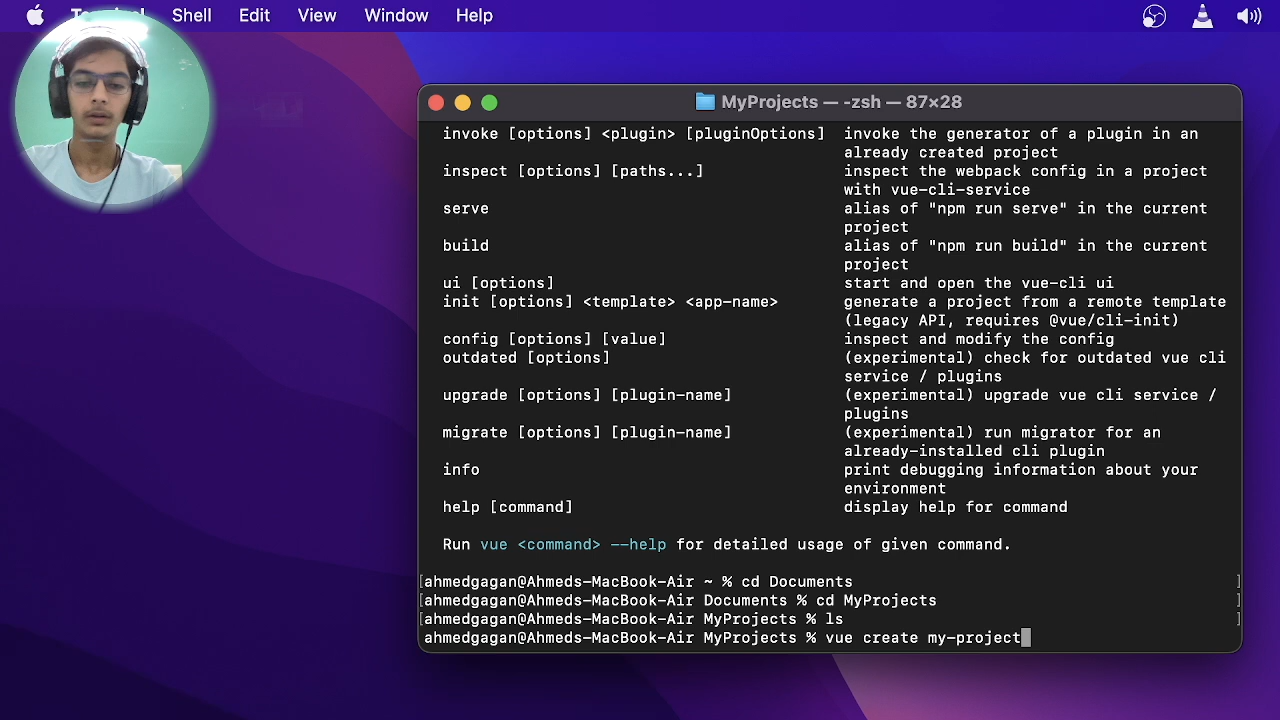 Shell Edit View Window Help
MyProjects — -zsh — 87×28
invoke [options] <plugin> [pluginOptions] invoke the generator of a plugin in an
already created project
inspect [options] [paths...] inspect the webpack config in a project
with vue-cli-service
serve alias of "npm run serve" in the current
project
build alias of "npm run build" in the current
project
ui [options] start and open the vue-cli ui
init [options] <template> <app-name> generate a project from a remote template
(legacy API, requires @vue/cli-init)
config [options] [value] inspect and modify the config
outdated [options] (experimental) check for outdated vue cli
service / plugins
upgrade [options] [plugin-name] (experimental) upgrade vue cli service /
plugins
migrate [options] [plugin-name] (experimental) run migrator for an
already-installed cli plugin
info print debugging information about your
environment
help [command] display help for command
Run vue <command> --help for detailed usage of given command.
[ahmedgagan@Ahmeds-MacBook-Air ~ % cd Documents ]
[ahmedgagan@Ahmeds-MacBook-Air Documents % cd MyProjects ]
[ahmedgagan@Ahmeds-MacBook-Air MyProjects % ls ]
ahmedgagan@Ahmeds-MacBook-Air MyProjects % vue create my-project